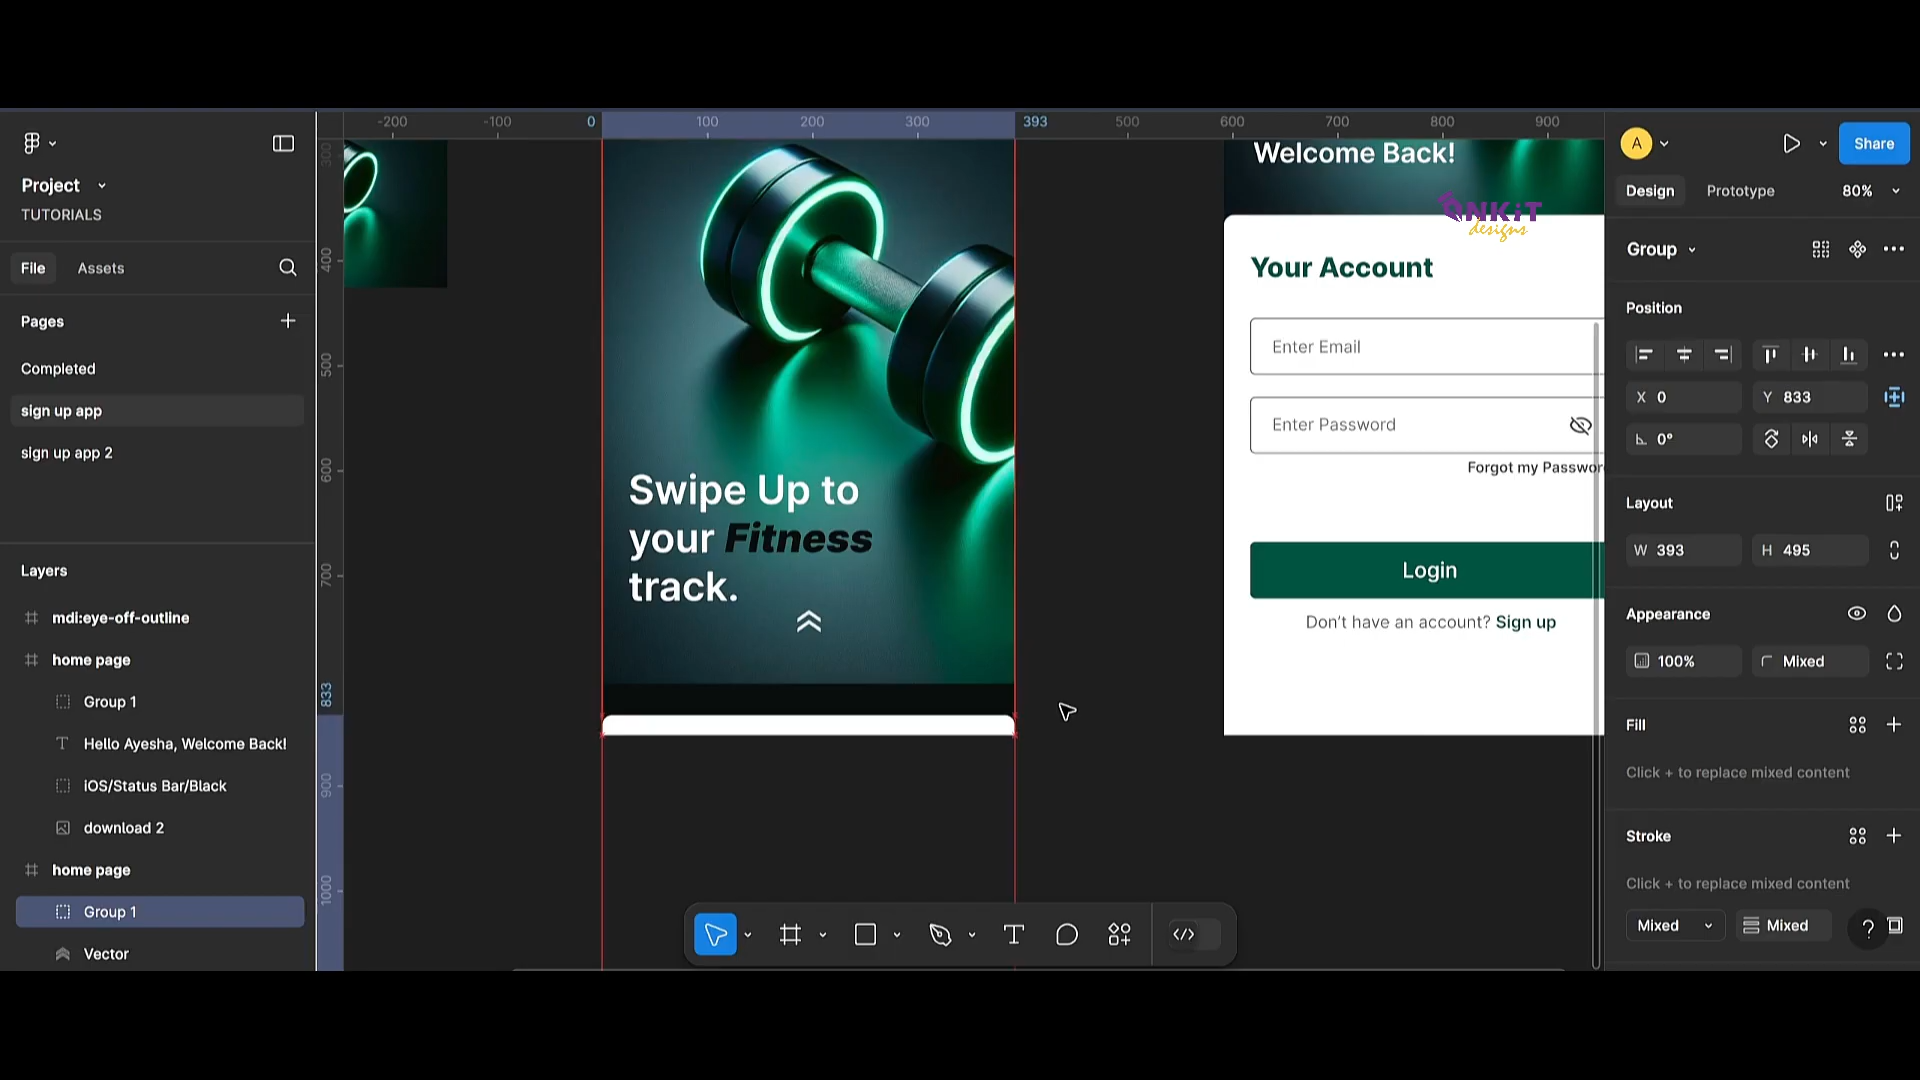 Project
TUTORIALS
File
Assets
Pages
Completed
sign up app
sign up app 2
Layers
mdi:eye-off-outline
home page
Group 1
Hello Ayesha, Welcome Back!
iOS/Status Bar/Black
download 2
home page
Group 1
Vector
-200
-100
0
100
200
300
393
500
600
700
800
900
300
400
500
600
700
833
900
1000
Swipe Up to
your Fitness
track.
Welcome Back!
ANKiT
designs
Your Account
Enter Email
Enter Password
Forgot my Passwor
Login
Don't have an account? Sign up
A
Share
Design
Prototype
80%
Group
Position
X 0
Y 833
0°
Layout
W 393
H 495
Appearance
100%
Mixed
Fill
Click + to replace mixed content
Stroke
Click + to replace mixed content
Mixed
Mixed
?